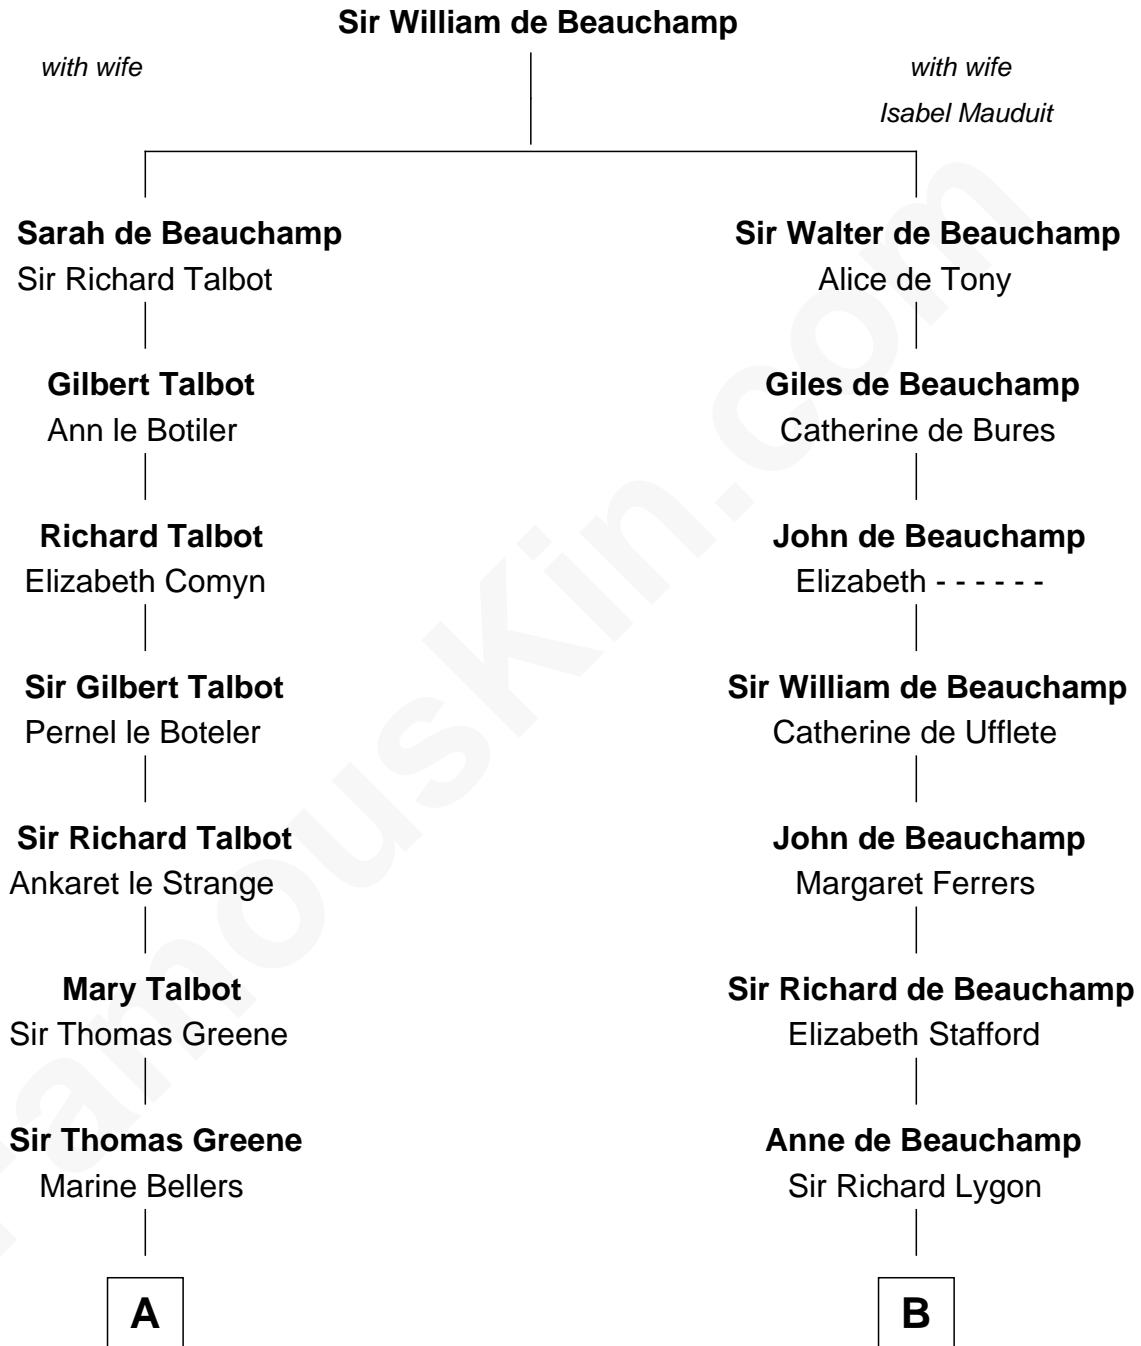 Sir William de Beauchamp
with wife
with wife
Isabel Mauduit
Sarah de Beauchamp
Sir Richard Talbot
Sir Walter de Beauchamp
Alice de Tony
Gilbert Talbot
Ann le Botiler
Giles de Beauchamp
Catherine de Bures
Richard Talbot
Elizabeth Comyn
John de Beauchamp
Elizabeth - - - - - -
Sir Gilbert Talbot
Pernel le Boteler
Sir William de Beauchamp
Catherine de Ufflete
Sir Richard Talbot
Ankaret le Strange
John de Beauchamp
Margaret Ferrers
Mary Talbot
Sir Thomas Greene
Sir Richard de Beauchamp
Elizabeth Stafford
Sir Thomas Greene
Marine Bellers
Anne de Beauchamp
Sir Richard Lygon
A
B
FamousKin.com